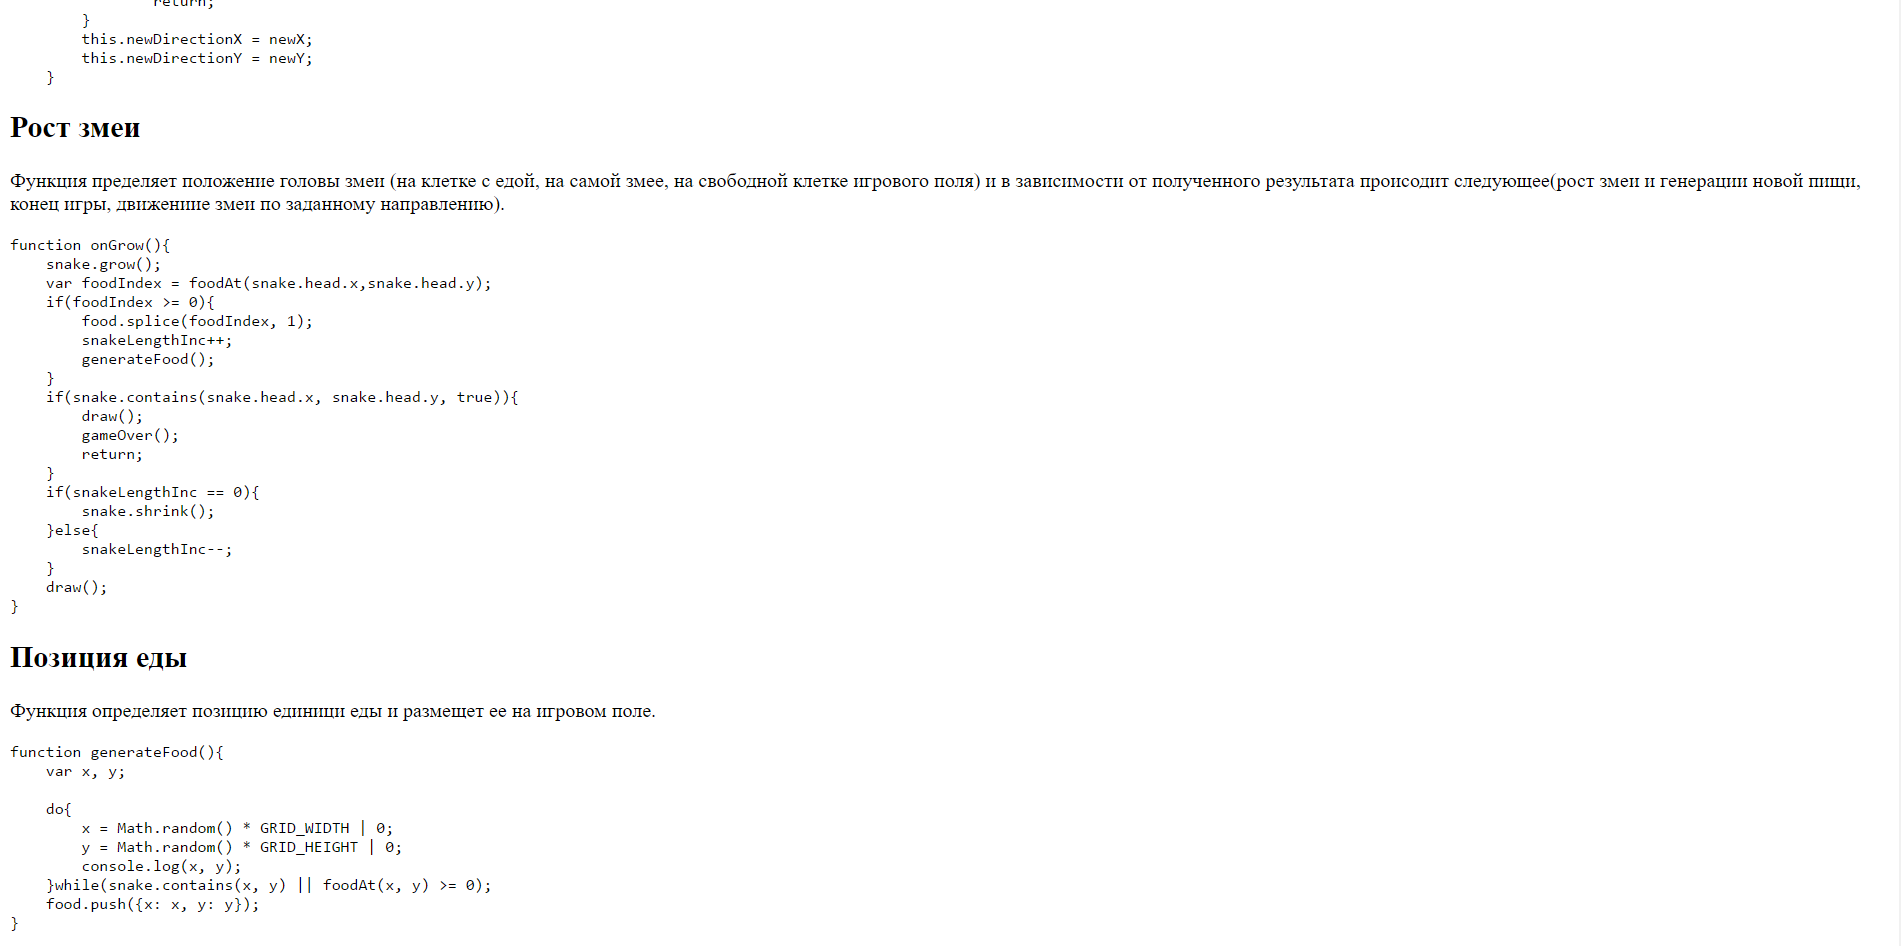 return;
        }
        this.newDirectionX = newX;
        this.newDirectionY = newY;
    }
Рост змеи
Функция пределяет положение головы змеи (на клетке с едой, на самой змее, на свободной клетке игрового поля) и в зависимости от полученного результата происодит следующее(рост змеи и генерации новой пищи,
конец игры, движениие змеи по заданному направлению).
function onGrow(){
    snake.grow();
    var foodIndex = foodAt(snake.head.x,snake.head.y);
    if(foodIndex >= 0){
        food.splice(foodIndex, 1);
        snakeLengthInc++;
        generateFood();
    }
    if(snake.contains(snake.head.x, snake.head.y, true)){
        draw();
        gameOver();
        return;
    }
    if(snakeLengthInc == 0){
        snake.shrink();
    }else{
        snakeLengthInc--;
    }
    draw();
}
Позиция еды
Функция определяет позицию единици еды и размещет ее на игровом поле.
function generateFood(){
    var x, y;
    do{
        x = Math.random() * GRID_WIDTH | 0;
        y = Math.random() * GRID_HEIGHT | 0;
        console.log(x, y);
    }while(snake.contains(x, y) || foodAt(x, y) >= 0);
    food.push({x: x, y: y});
}